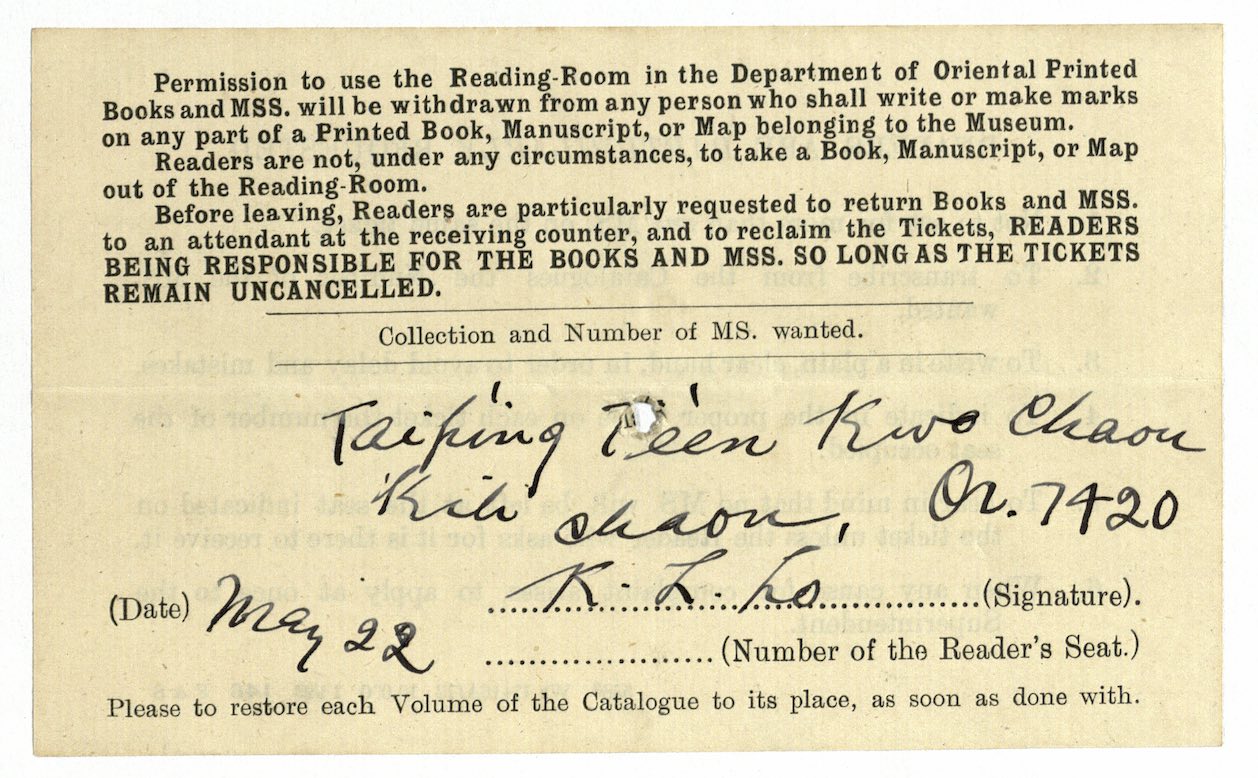 Permission to use the Reading-Room in the Department of Oriental Printed
Books and MSS. will be withdrawn from any person who shall write or make marks
on any part of a Printed Book, Manuscript, or Map belonging to the Museum.
Readers are not, under any circumstances, to take a Book, Manuscript, or Map
out of the Reading-Room.
Before leaving, Readers are particularly requested to return Books and MSS.
to an attendant at the receiving counter, and to reclaim the Tickets, READERS
BEING RESPONSIBLE FOR THE BOOKS AND MSS. SO LONG AS THE TICKETS
REMAIN UNCANCELLED.
Collection and Number of MS. wanted.
Tai p'ing T'een Kwo Chaou
chaou, Or. 7420
(Date) May 22 K. L. Lo (Signature).
(Number of the Reader's Seat.)
Please to restore each Volume of the Catalogue to its place, as soon as done with.